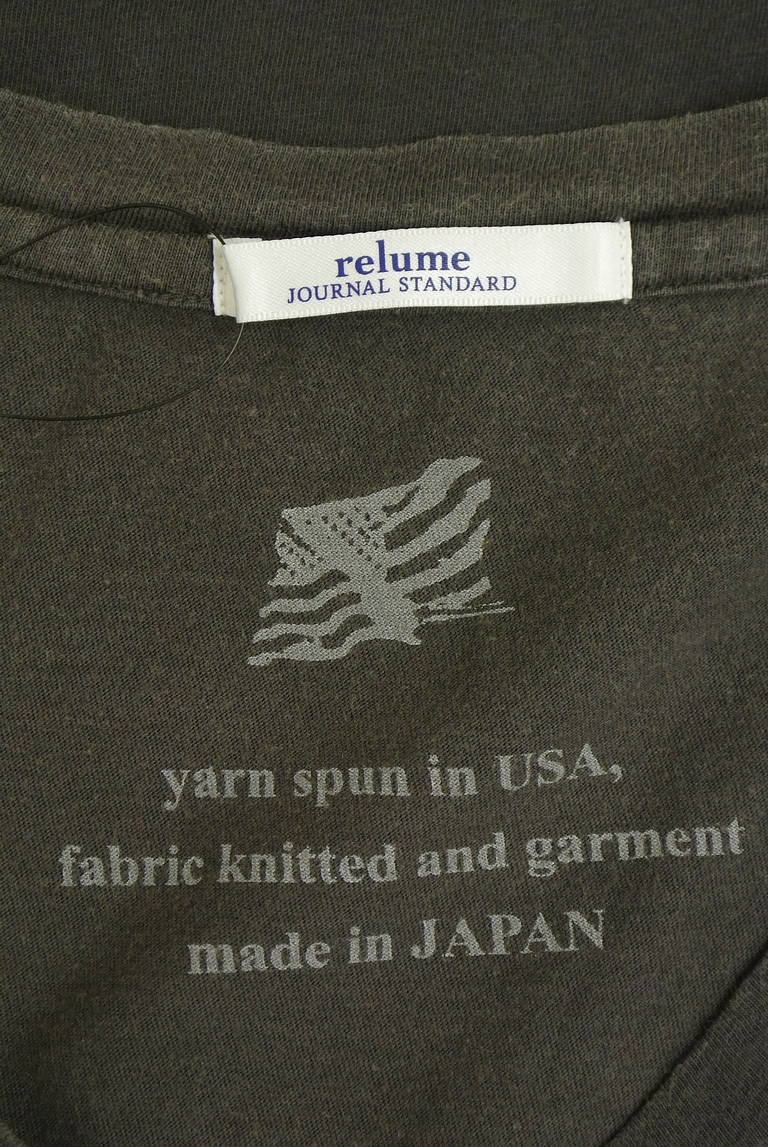 relume
JOURNAL STANDARD
yarn spun in USA,
fabric knitted and garment
made in JAPAN